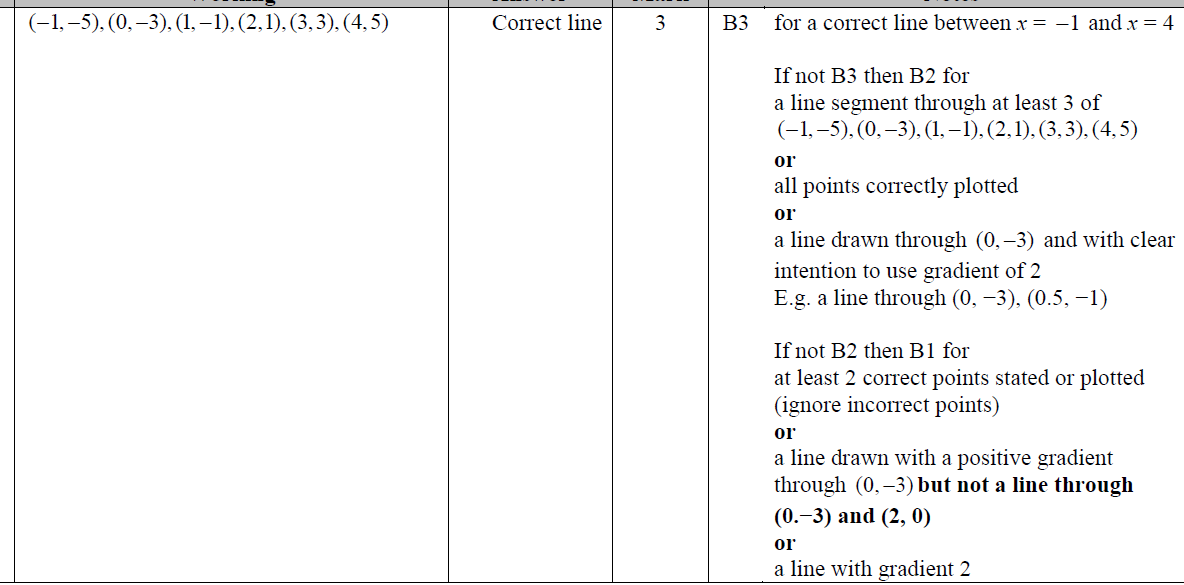 (−1,−5), (0,−3), (1,−1), (2,1), (3,3), (4,5)
Correct line
3
B3 for a correct line between x = −1 and x = 4
If not B3 then B2 for
a line segment through at least 3 of
(−1,−5), (0,−3), (1,−1), (2,1), (3,3), (4,5)
or
all points correctly plotted
or
a line drawn through (0,−3) and with clear
intention to use gradient of 2
E.g. a line through (0, −3), (0.5, −1)
If not B2 then B1 for
at least 2 correct points stated or plotted
(ignore incorrect points)
or
a line drawn with a positive gradient
through (0,−3) but not a line through
(0.−3) and (2, 0)
or
a line with gradient 2